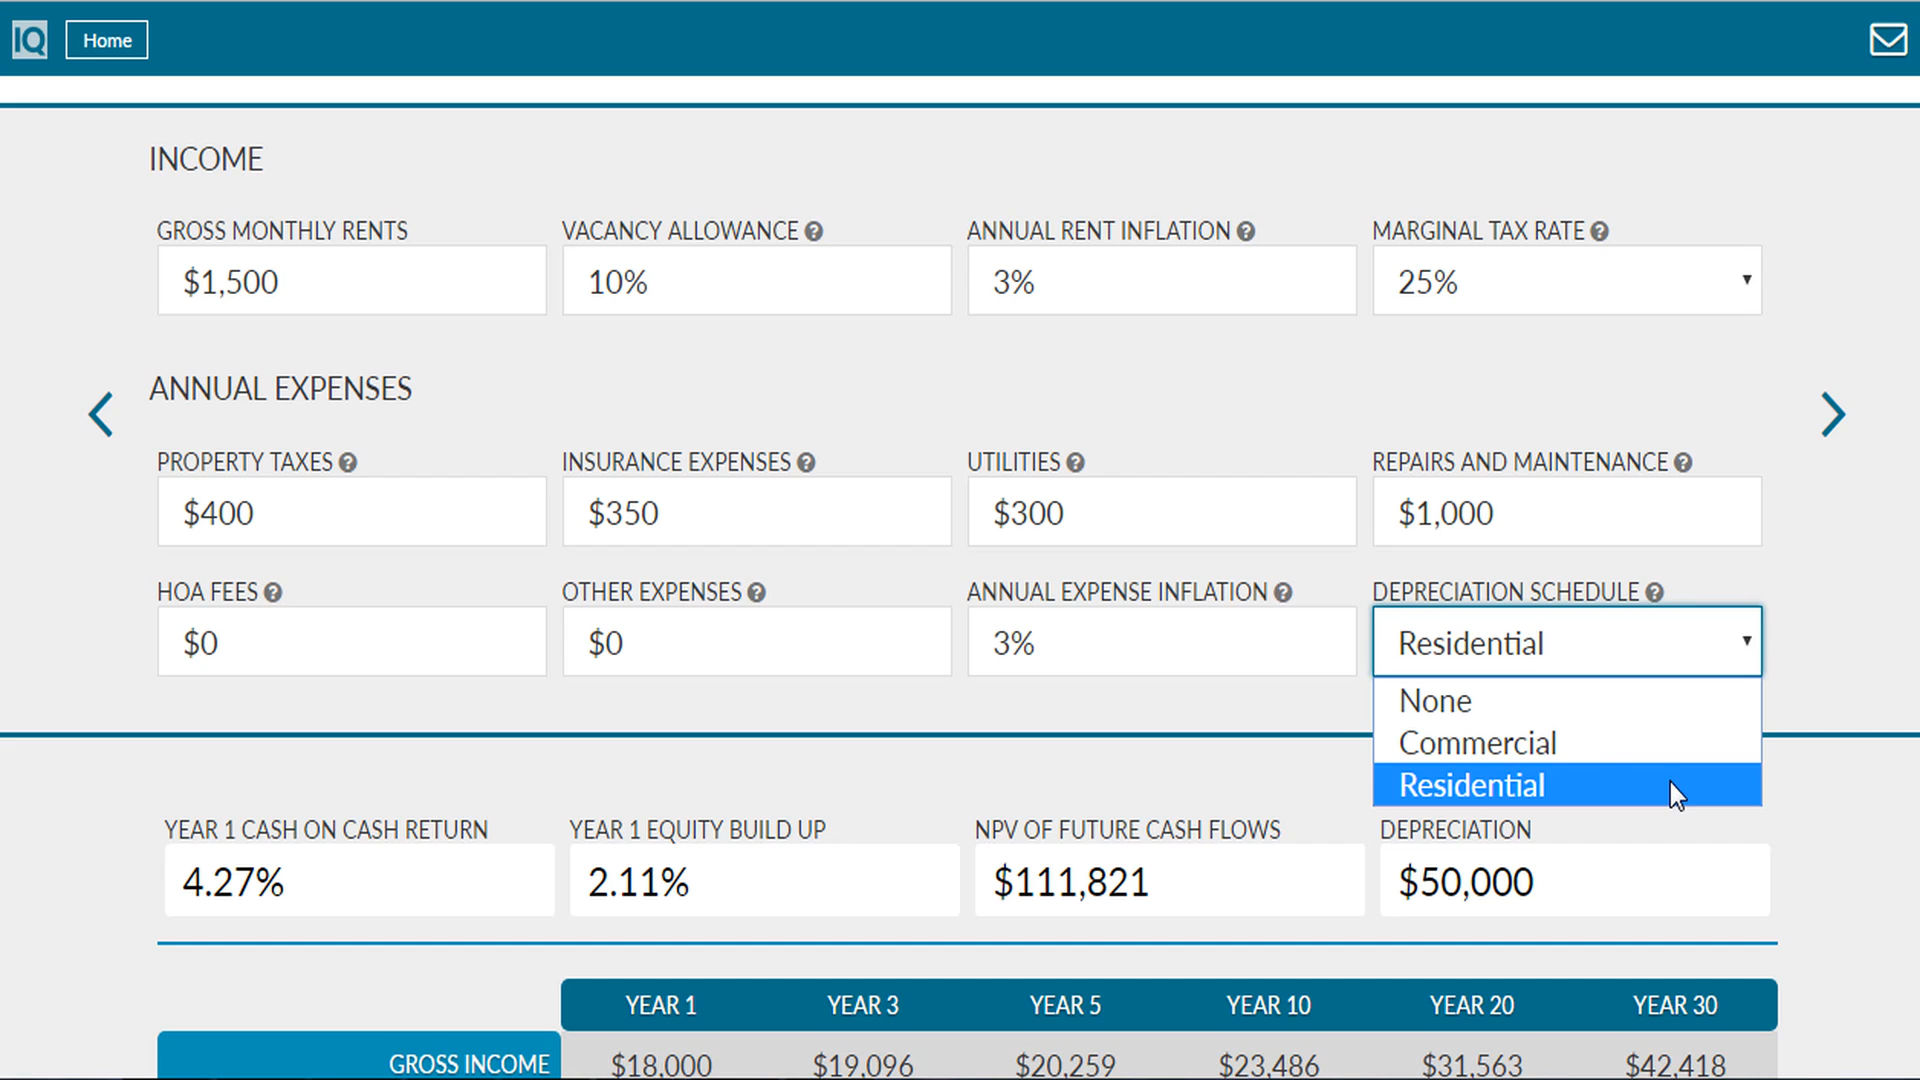 IQ Home
INCOME
GROSS MONTHLY RENTS VACANCY ALLOWANCE ? ANNUAL RENT INFLATION ? MARGINAL TAX RATE ?
$1,500 10% 3% 25%
ANNUAL EXPENSES
PROPERTY TAXES ? INSURANCE EXPENSES ? UTILITIES ? REPAIRS AND MAINTENANCE ?
$400 $350 $300 $1,000
HOA FEES ? OTHER EXPENSES ? ANNUAL EXPENSE INFLATION ? DEPRECIATION SCHEDULE ?
$0 $0 3% Residential
None
Commercial
Residential
YEAR 1 CASH ON CASH RETURN YEAR 1 EQUITY BUILD UP NPV OF FUTURE CASH FLOWS DEPRECIATION
4.27% 2.11% $111,821 $50,000
YEAR 1 YEAR 3 YEAR 5 YEAR 10 YEAR 20 YEAR 30
GROSS INCOME $18,000 $19,096 $20,259 $23,486 $31,563 $42,418